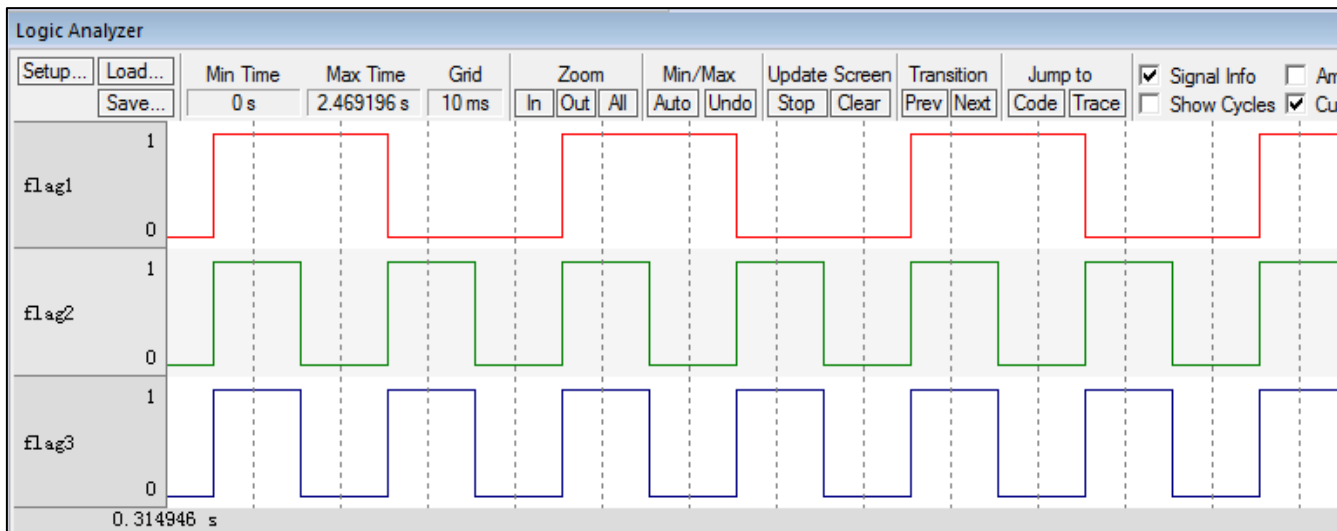 Logic Analyzer
Setup... Load... Min Time Max Time Grid Zoom Min/Max Update Screen Transition Jump to Signal Info Am
Save... 0 s 2.469196 s 10 ms In Out All Auto Undo Stop Clear Prev Next Code Trace Show Cycles Cu
1
flag1
0
1
flag2
0
1
flag3
0
0.314946 s